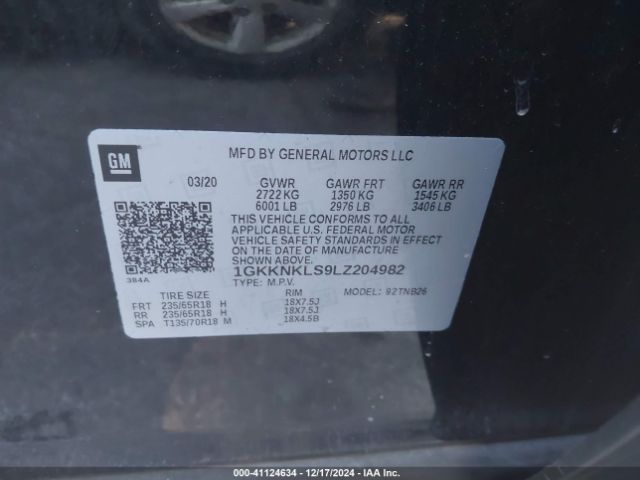 GM
MFD BY GENERAL MOTORS LLC
03/20 GVWR GAWR FRT GAWR RR
2722 KG 1350 KG 1545 KG
6001 LB 2976 LB 3406 LB
THIS VEHICLE CONFORMS TO ALL
APPLICABLE U.S. FEDERAL MOTOR
VEHICLE SAFETY STANDARDS IN EFFECT
ON THE DATE OF MANUFACTURE
SHOWN ABOVE.
384A 1GKKNKLS9LZ204982
TYPE: M.P.V.
TIRE SIZE RIM MODEL: 92TNB26
FRT 235/65R18 H 18X7.5J
RR 235/65R18 H 18X7.5J
SPA T135/70R18 M 18X4.5B
000-41124634 - 12/17/2024 - IAA Inc.